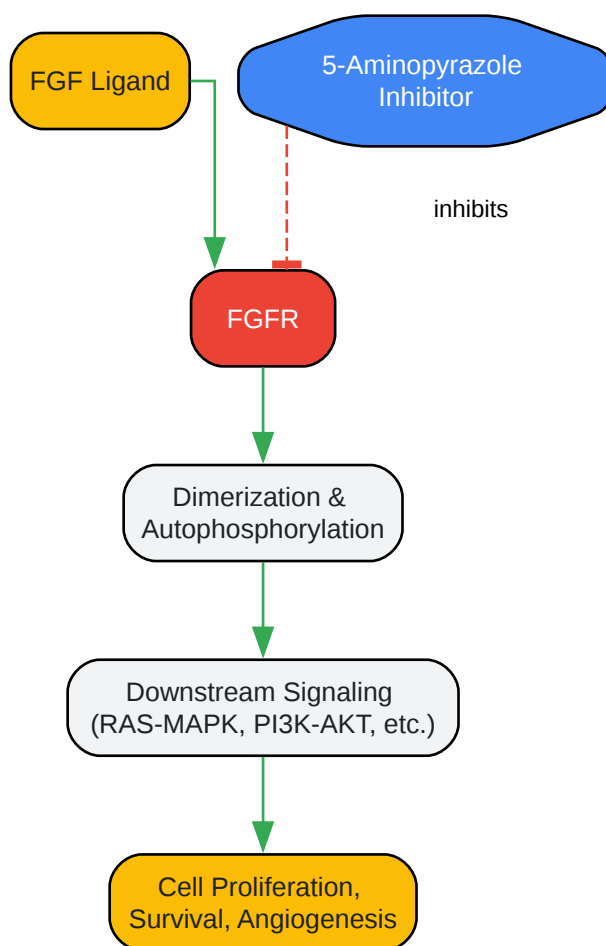 FGF Ligand
5-Aminopyrazole
Inhibitor
inhibits
FGFR
Dimerization &
Autophosphorylation
Downstream Signaling
(RAS-MAPK, PI3K-AKT, etc.)
Cell Proliferation,
Survival, Angiogenesis